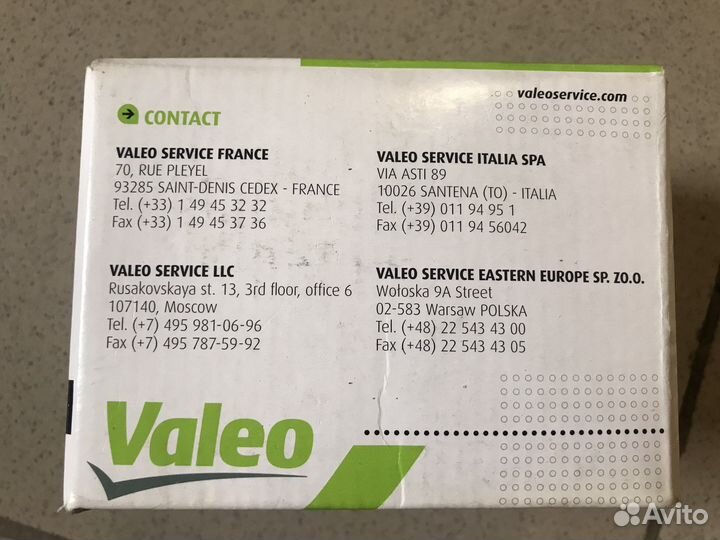 valeoservice.com
CONTACT
VALEO SERVICE FRANCE
70, RUE PLEYEL
93285 SAINT-DENIS CEDEX - FRANCE
Tel. (+33) 1 49 45 32 32
Fax (+33) 1 49 45 37 36
VALEO SERVICE ITALIA SPA
VIA ASTI 89
10026 SANTENA (TO) - ITALIA
Tel. (+39) 011 94 95 1
Fax (+39) 011 94 56042
VALEO SERVICE LLC
Rusakovskaya st. 13, 3rd floor, office 6
107140, Moscow
Tel. (+7) 495 981-06-96
Fax (+7) 495 787-59-92
VALEO SERVICE EASTERN EUROPE SP. ZO.O.
Wołoska 9A Street
02-583 Warsaw POLSKA
Tel. (+48) 22 543 43 00
Fax (+48) 22 543 43 05
Valeo
Avito